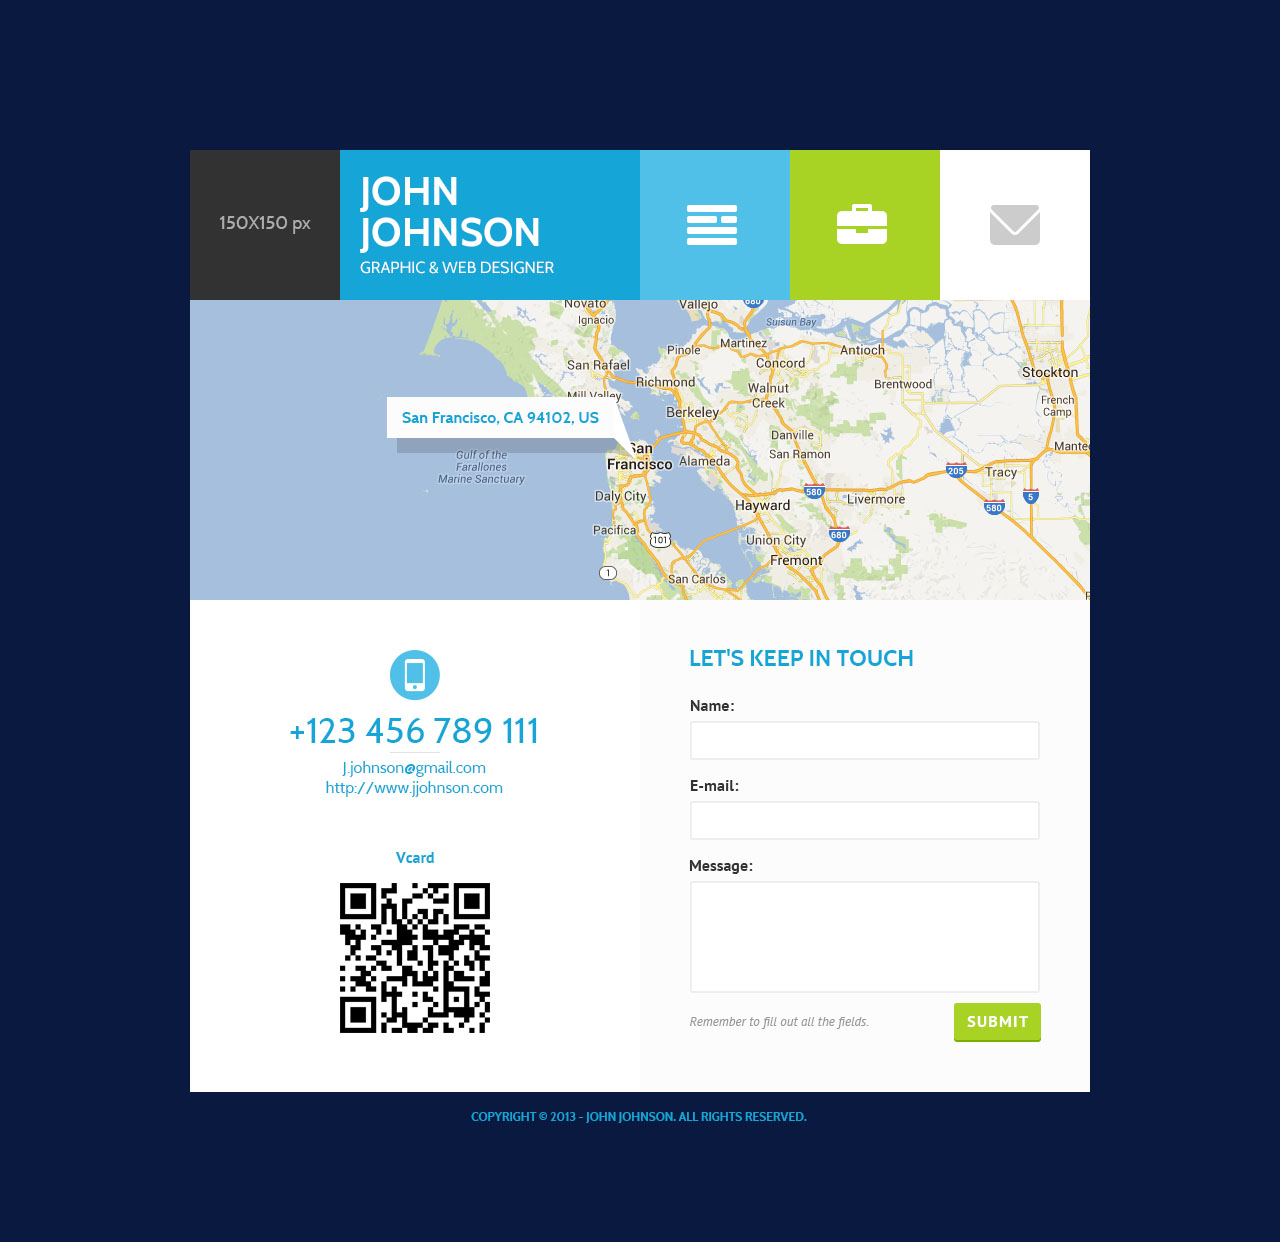 150X150 px
JOHN
JOHNSON
GRAPHIC & WEB DESIGNER
Novato
Ignacio
Vallejo
680
Suisun Bay
Pinole
Martinez
Antioch
San Rafael
Concord
Stockton
Richmond
Walnut
Creek
Brentwood
Mill Valley
French
Camp
Berkeley
San Francisco, CA 94102, US
Danville
Manteo
San
Francisco
Alameda
San Ramon
Gulf of the
Farallones
Marine Sanctuary
205
Tracy
Daly City
580
Livermore
5
Hayward
580
Pacifica
101
Union City
680
Fremont
1
San Carlos
+123 456 789 111
J.johnson@gmail.com
http://www.jjohnson.com
Vcard
LET'S KEEP IN TOUCH
Name:
E-mail:
Message:
Remember to fill out all the fields.
SUBMIT
COPYRIGHT © 2013 - JOHN JOHNSON. ALL RIGHTS RESERVED.